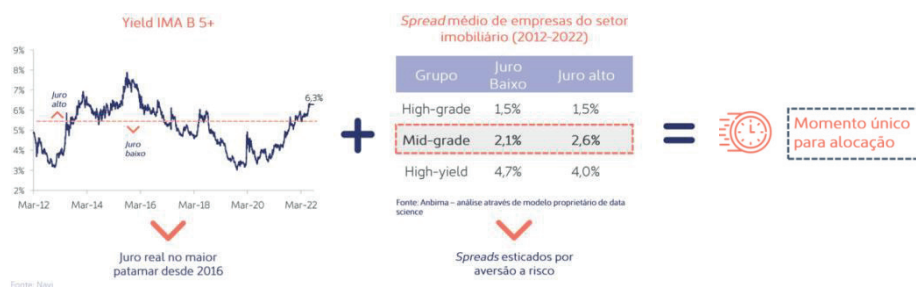 Yield IMA B 5+
9%
8%
7%
6%
5%
4%
3%
2%
Juro
alto
Juro
baixo
6,3%
Mar-12
Mar-14
Mar-16
Mar-18
Mar-20
Mar-22
Juro real no maior
patamar desde 2016
Fonte: Navi
+
Spread médio de empresas do setor
imobiliário (2012-2022)
Grupo Juro Baixo Juro alto
High-grade 1,5% 1,5%
Mid-grade 2,1% 2,6%
High-yield 4,7% 4,0%
Fonte: Anbima – análise através de modelo proprietário de data
science
Spreads esticados por
aversão a risco
=
Momento único
para alocação